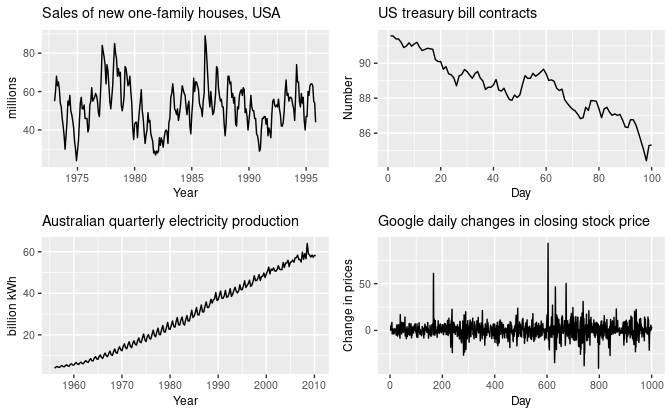 Sales of new one-family houses, USA
millions
80
60
40
1975 1980 1985 1990 1995
Year
US treasury bill contracts
Number
90
88
86
0 20 40 60 80 100
Day
Australian quarterly electricity production
billion kWh
60
40
20
1960 1970 1980 1990 2000 2010
Year
Google daily changes in closing stock price
Change in prices
50
0
0 200 400 600 800 1000
Day